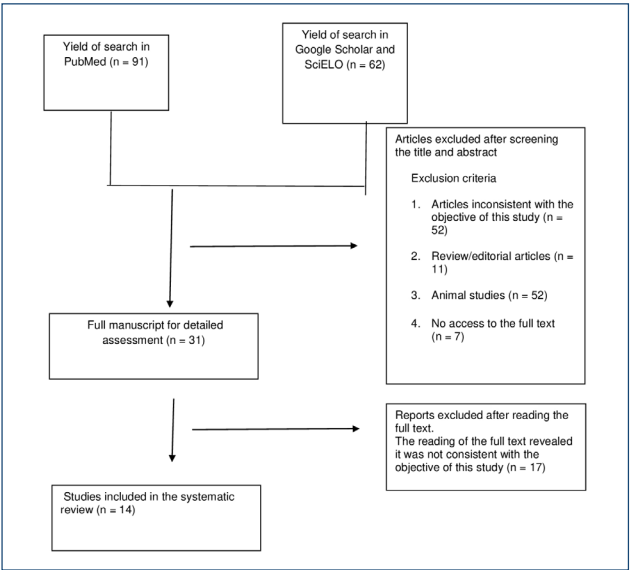 Yield of search in
PubMed (n = 91)
Yield of search in
Google Scholar and
SciELO (n = 62)
Articles excluded after screening
the title and abstract
Exclusion criteria
1. Articles inconsistent with the
objective of this study (n =
52)
2. Review/editorial articles (n =
11)
3. Animal studies (n = 52)
4. No access to the full text
(n = 7)
Full manuscript for detailed
assessment (n = 31)
Reports excluded after reading the
full text.
The reading of the full text revealed
it was not consistent with the
objective of this study (n = 17)
Studies included in the systematic
review (n = 14)